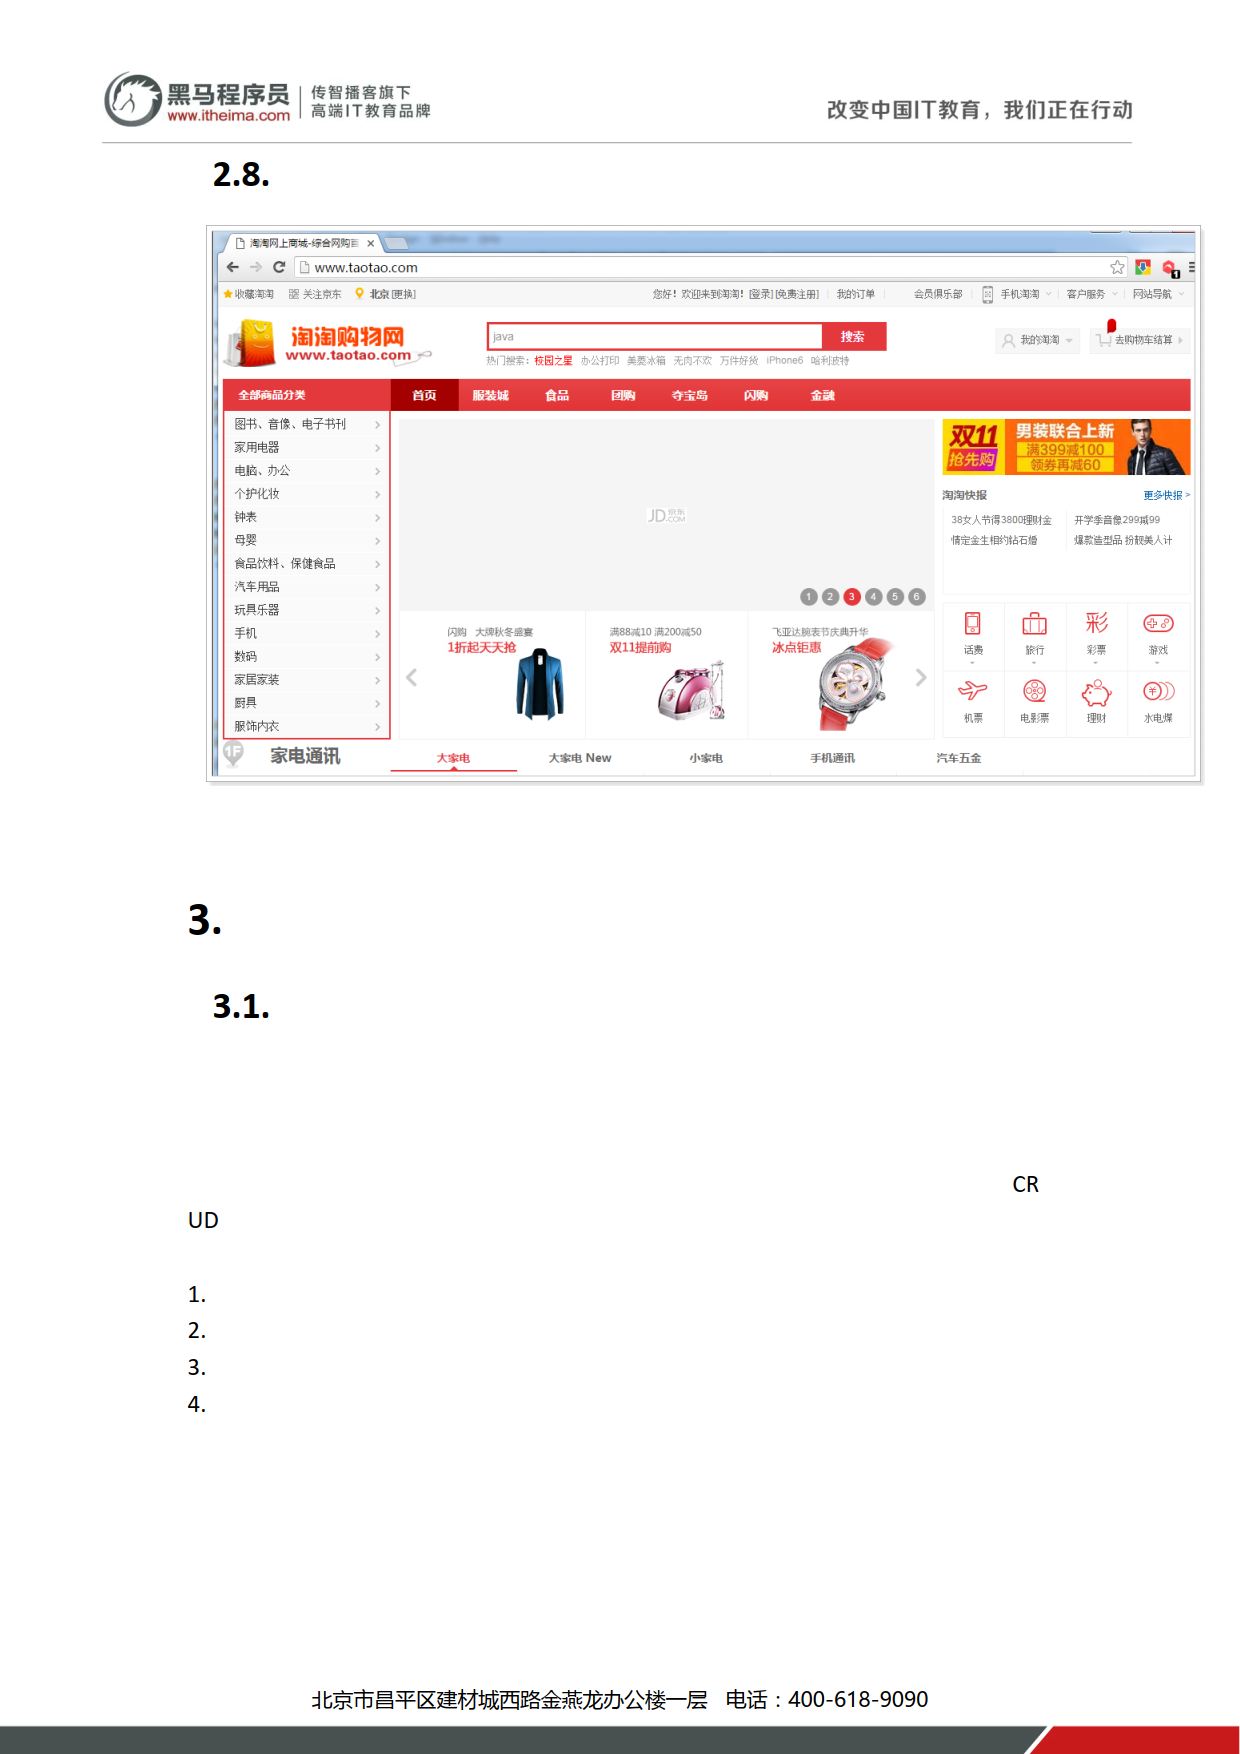 黑马程序员
www.itheima.com
传智播客旗下
高端IT教育品牌
改变中国IT教育，我们正在行动
2.8.
淘淘网上商城-综合网购首
www.taotao.com
收藏淘淘 关注京东 北京 [更换] 您好！欢迎来到淘淘！[登录] [免费注册] 我的订单 会员俱乐部 手机淘淘 客户服务 网站导航
淘淘购物网
www.taotao.com
java 搜索
我的淘淘 去购物车结算
热门搜索： 校园之星 办公打印 美菱冰箱 无肉不欢 万件好货 iPhone6 哈利波特
全部商品分类 首页 服装城 食品 团购 夺宝岛 闪购 金融
图书、音像、电子书刊
家用电器
电脑、办公
个护化妆
钟表
母婴
食品饮料、保健食品
汽车用品
玩具乐器
手机
数码
家居家装
厨具
服饰内衣
JD 京东 .COM
1 2 3 4 5 6
闪购 大牌秋冬盛宴
1折起天天抢
满88减10 满200减50
双11提前购
飞亚达腕表节庆典升华
冰点钜惠
双11
抢先购
男装联合上新
满399减100
领券再减60
淘淘快报 更多快报 >
38女人节得3800理财金 开学季音像299减99
情定金生相约钻石婚 爆款造型品 扮靓美人计
彩
话费 旅行 彩票 游戏
机票 电影票 理财 水电煤
1F 家电通讯 大家电 大家电 New 小家电 手机通讯 汽车五金
3.
3.1.
CR
UD
1.
2.
3.
4.
北京市昌平区建材城西路金燕龙办公楼一层 电话：400-618-9090